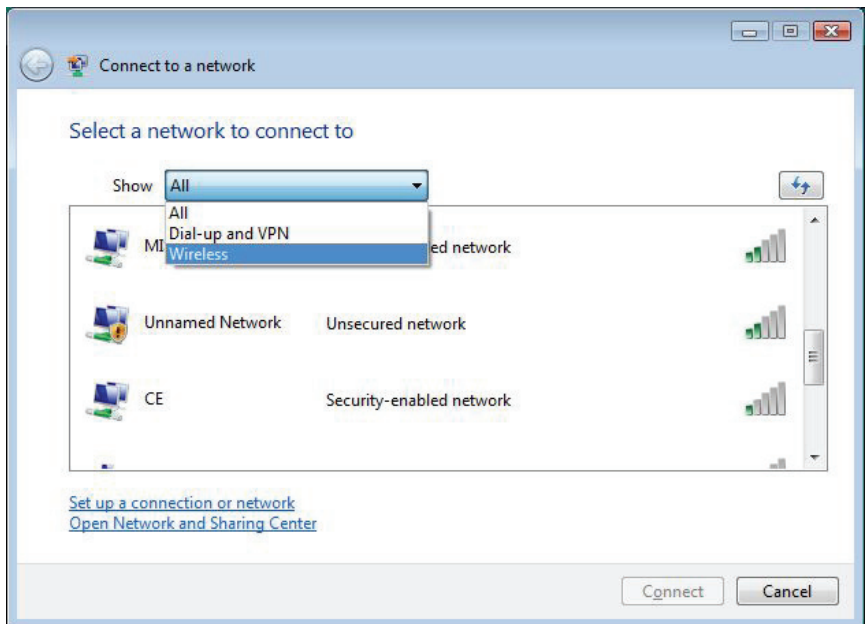 Connect to a network
Select a network to connect to
Show All
All
Dial-up and VPN
Wireless
MI ed network
Unnamed Network Unsecured network
CE Security-enabled network
Set up a connection or network
Open Network and Sharing Center
Connect Cancel